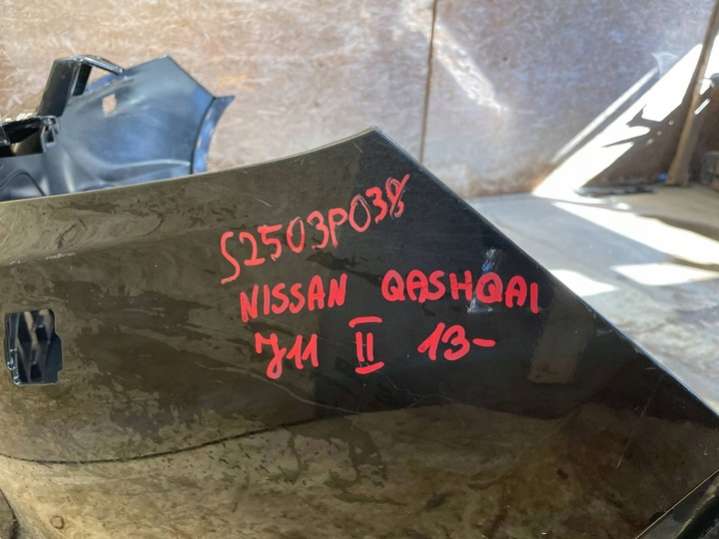 S2503P038
NISSAN QASHQAI
J11 II 13-